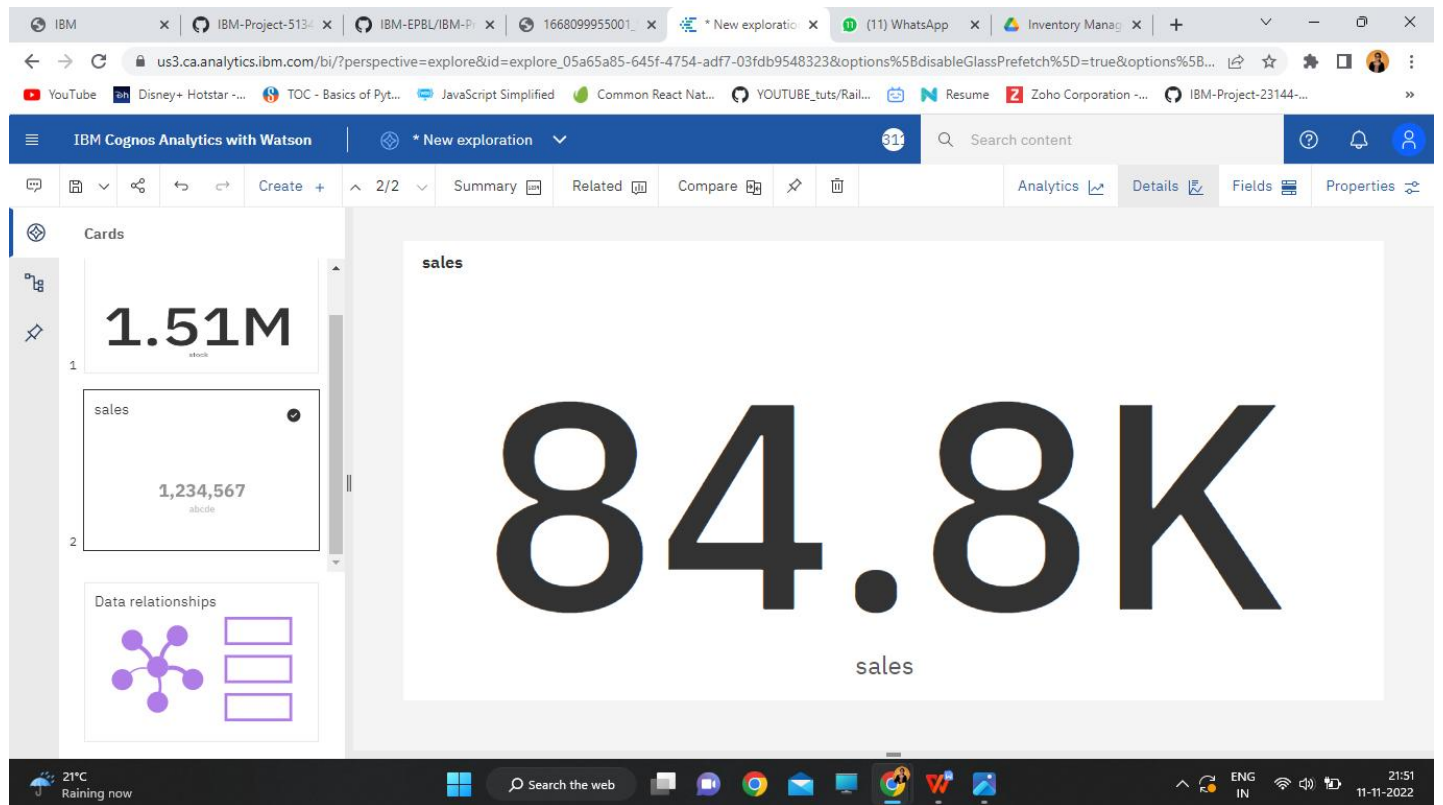 IBM
IBM-Project-5134
IBM-EPBL/IBM-Pr
1668099955001_
* New exploratio
(11) WhatsApp
Inventory Manag
us3.ca.analytics.ibm.com/bi/?perspective=explore&id=explore_05a65a85-645f-4754-adf7-03fdb9548323&options%5BdisableGlassPrefetch%5D=true&options%5B...
YouTube
Disney+ Hotstar -...
TOC - Basics of Pyt...
JavaScript Simplified
Common React Nat...
YOUTUBE_tuts/Rail...
Resume
Zoho Corporation -...
IBM-Project-23144-...
»
IBM Cognos Analytics with Watson
* New exploration
311
Search content
Create +
2/2
Summary
Related
Compare
Analytics
Details
Fields
Properties
Cards
1.51M
stock
1
sales
1,234,567
abcde
2
Data relationships
sales
84.8K
sales
21°C
Raining now
Search the web
ENG
IN
21:51
11-11-2022